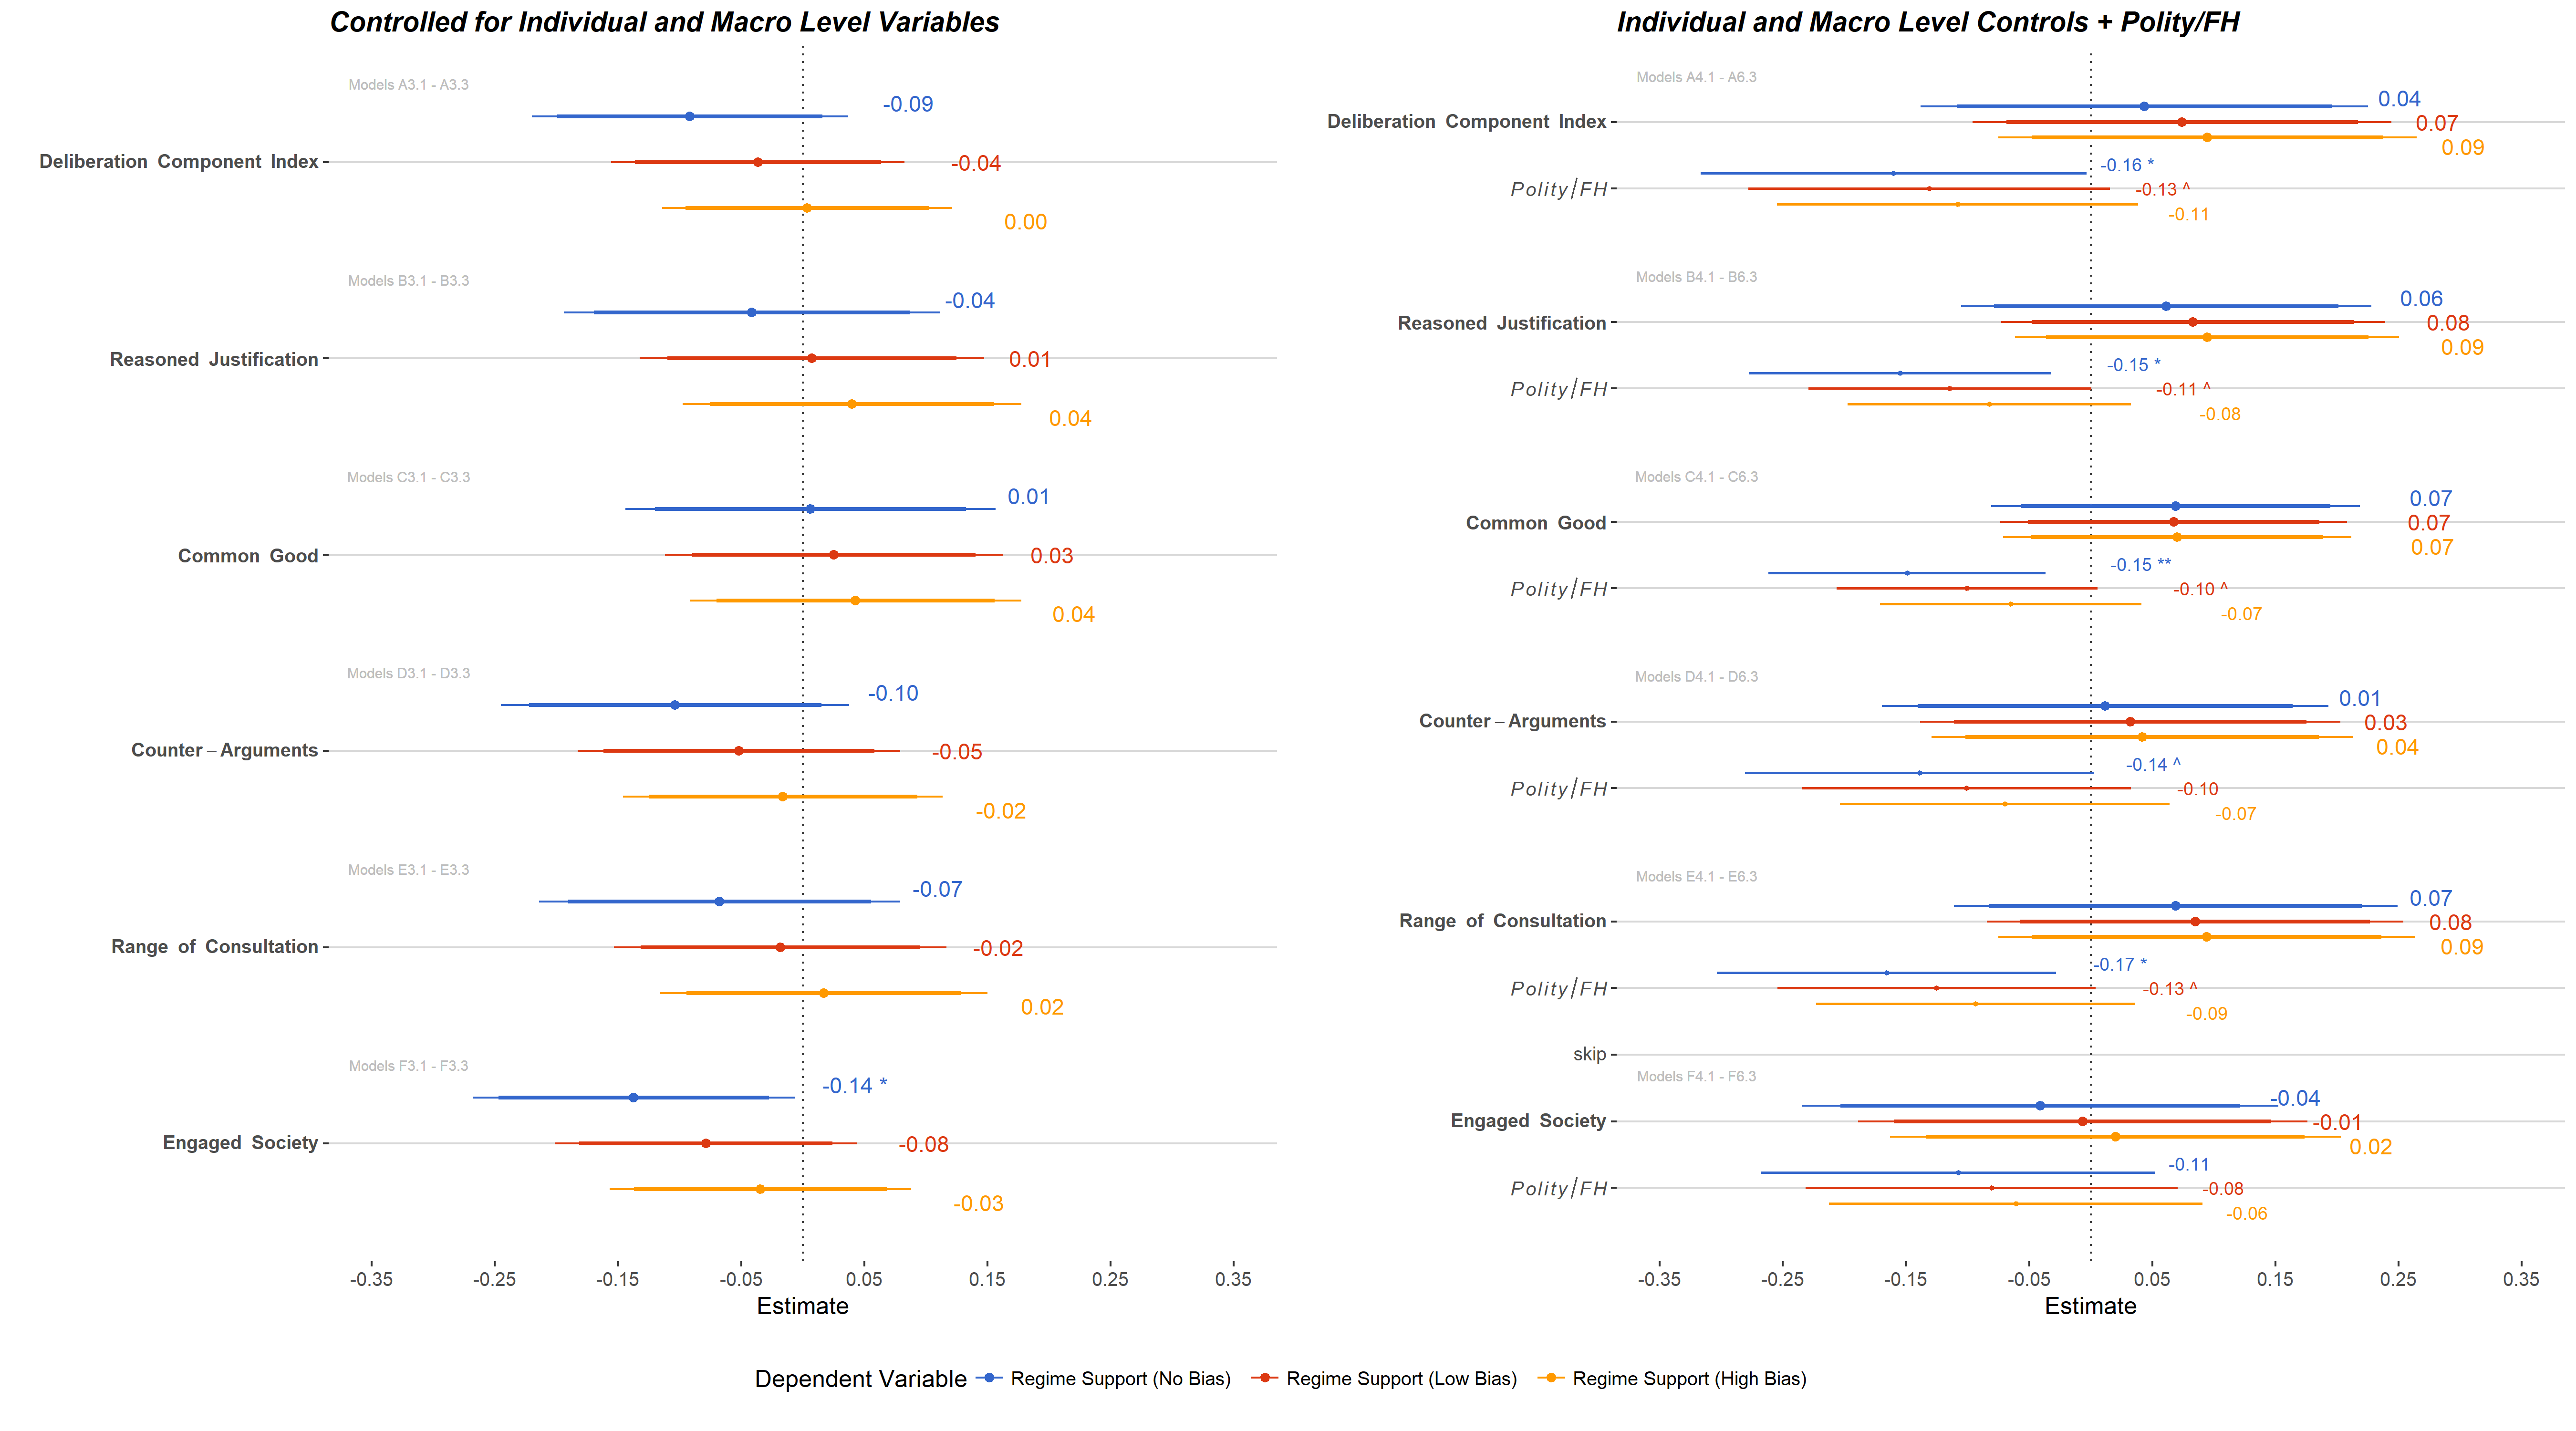 Controlled for Individual and Macro Level Variables
Models A3.1 - A3.3
-0.09
Deliberation Component Index
-0.04
0.00
Models B3.1 - B3.3
-0.04
Reasoned Justification
0.01
0.04
Models C3.1 - C3.3
0.01
Common Good
0.03
0.04
Models D3.1 - D3.3
-0.10
Counter–Arguments
-0.05
-0.02
Models E3.1 - E3.3
-0.07
Range of Consultation
-0.02
0.02
Models F3.1 - F3.3
-0.14 *
Engaged Society
-0.08
-0.03
-0.35 -0.25 -0.15 -0.05 0.05 0.15 0.25 0.35
Estimate
Individual and Macro Level Controls + Polity/FH
Models A4.1 - A6.3
0.04
Deliberation Component Index
0.07
0.09
-0.16 *
Polity/FH
-0.13 ^
-0.11
Models B4.1 - B6.3
0.06
Reasoned Justification
0.08
0.09
-0.15 *
Polity/FH
-0.11 ^
-0.08
Models C4.1 - C6.3
0.07
Common Good
0.07
0.07
-0.15 **
Polity/FH
-0.10 ^
-0.07
Models D4.1 - D6.3
0.01
Counter–Arguments
0.03
0.04
-0.14 ^
Polity/FH
-0.10
-0.07
Models E4.1 - E6.3
0.07
Range of Consultation
0.08
0.09
-0.17 *
Polity/FH
-0.13 ^
-0.09
skip
Models F4.1 - F6.3
-0.04
Engaged Society
-0.01
0.02
-0.11
Polity/FH
-0.08
-0.06
-0.35 -0.25 -0.15 -0.05 0.05 0.15 0.25 0.35
Estimate
Dependent Variable Regime Support (No Bias) Regime Support (Low Bias) Regime Support (High Bias)